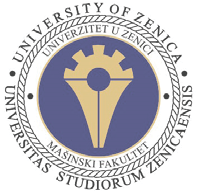 UNIVERSITY OF ZENICA
UNIVERSITAS STUDIORUM ZENICAENSIS
UNIVERZITET U ZENICI
MAŠINSKI FAKULTET